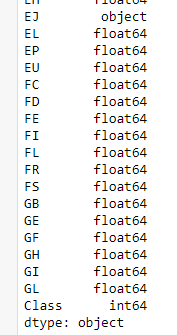 EH float64
EJ object
EL float64
EP float64
EU float64
FC float64
FD float64
FE float64
FI float64
FL float64
FR float64
FS float64
GB float64
GE float64
GF float64
GH float64
GI float64
GL float64
Class int64
dtype: object